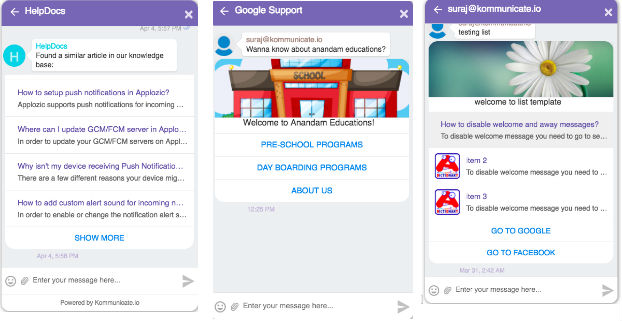 HelpDocs
Apr 4, 5:57 PM
HelpDocs
H
Found a similar article in our knowledge
base:
How to setup push notifications in Applozic?
Applozic supports push notifications for incoming ...
Where can I update GCM/FCM server in Applo...
In order to update your GCM/FCM servers on Appl...
Why isn't my device receiving Push Notificatio...
There are a few different reasons your device mig...
How to add custom alert sound for incoming n...
In order to enable or change the notification alert s...
SHOW MORE
Apr 4, 5:58 PM
Enter your message here...
Powered by Kommunicate.io
Google Support
suraj@kommunicate.io
Wanna know about anandam educations?
SCHOOL
Welcome to Anandam Educations!
PRE-SCHOOL PROGRAMS
DAY BOARDING PROGRAMS
ABOUT US
12:25 PM
Enter your message here...
suraj@kommunicate.io
suraj@kommunicate.io
testing list
welcome to list template
How to disable welcome and away messages?
To disable welcome message you need to go to se...
item 2
To disable welcome message you need to ...
A
DICTIONARY
item 3
To disable welcome message you need to ...
A
DICTIONARY
GO TO GOOGLE
GO TO FACEBOOK
Mar 31, 2:42 AM
Enter your message here...